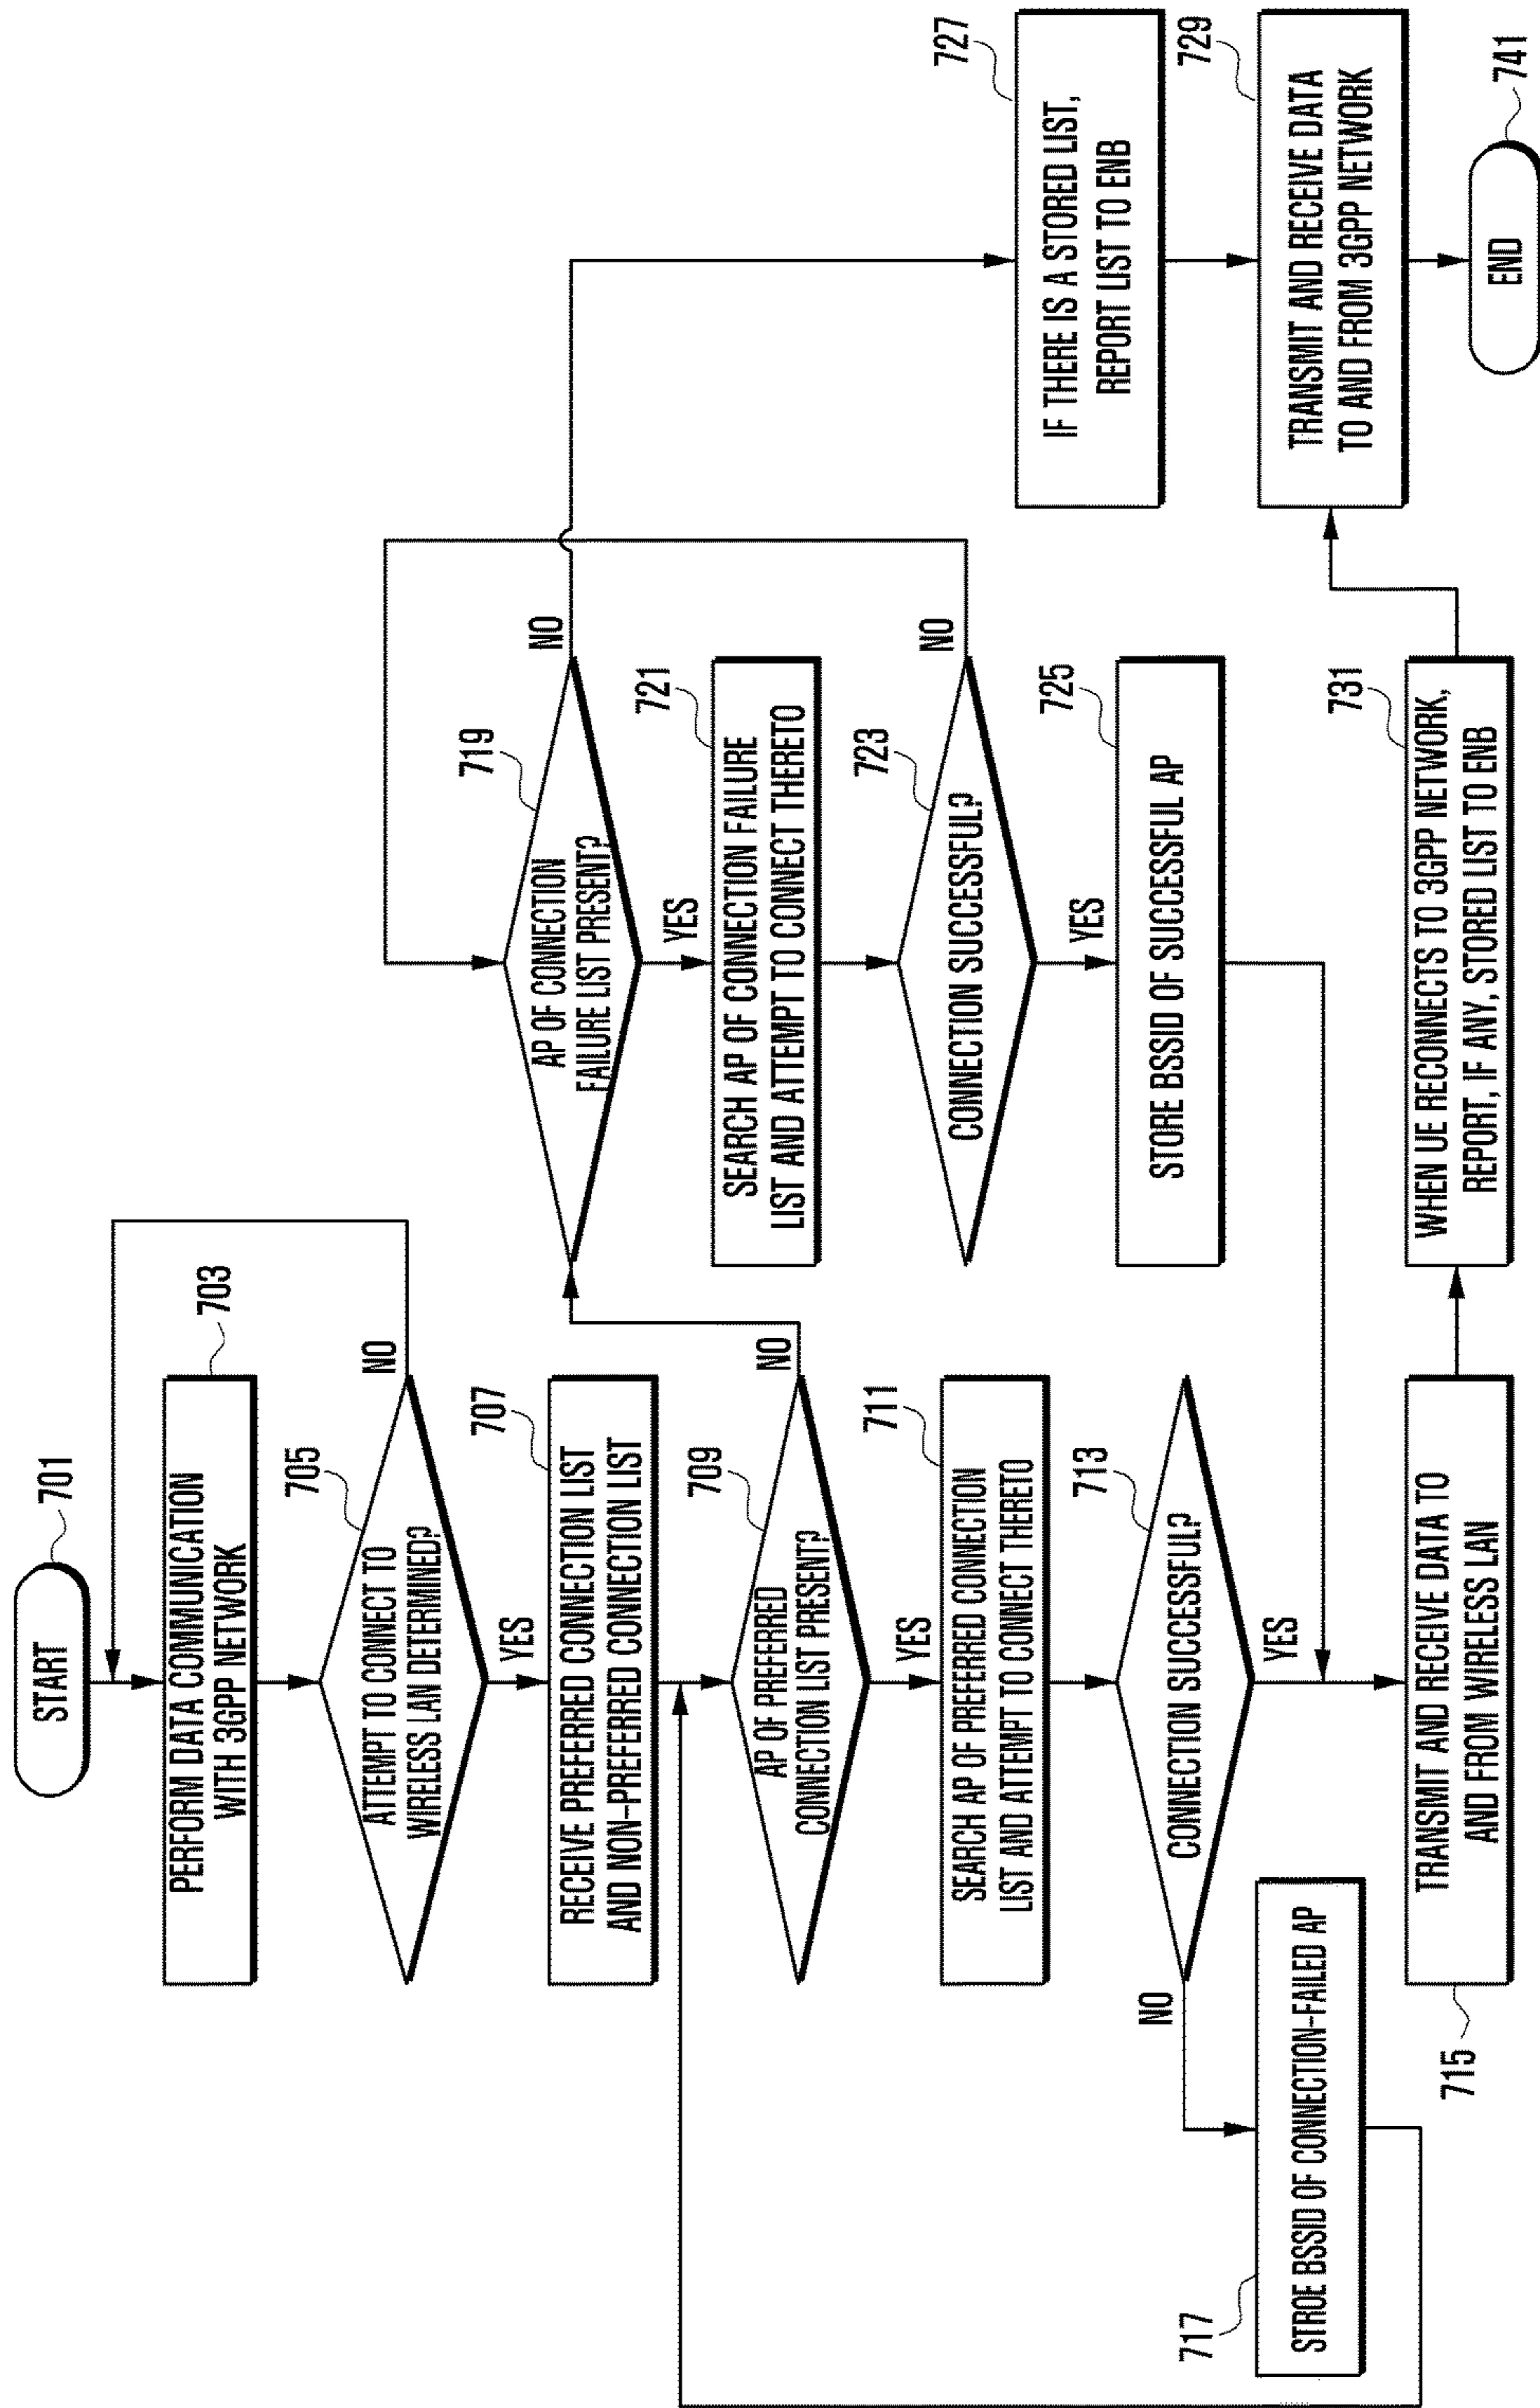 START
701
PERFORM DATA COMMUNICATION
WITH 3GPP NETWORK
703
ATTEMPT TO CONNECT TO
WIRELESS LAN DETERMINED?
705
NO
YES
RECEIVE PREFERRED CONNECTION LIST
AND NON-PREFERRED CONNECTION LIST
707
AP OF PREFERRED
CONNECTION LIST PRESENT?
709
NO
YES
SEARCH AP OF PREFERRED CONNECTION
LIST AND ATTEMPT TO CONNECT THERETO
711
CONNECTION SUCCESSFUL?
713
NO
YES
STROE BSSID OF CONNECTION-FAILED AP
717
TRANSMIT AND RECEIVE DATA TO
AND FROM WIRELESS LAN
715
AP OF CONNECTION
FAILURE LIST PRESENT?
719
NO
YES
SEARCH AP OF CONNECTION FAILURE
LIST AND ATTEMPT TO CONNECT THERETO
721
CONNECTION SUCCESSFUL?
723
NO
YES
STORE BSSID OF SUCCESSFUL AP
725
WHEN UE RECONNECTS TO 3GPP NETWORK,
REPORT, IF ANY, STORED LIST TO ENB
731
IF THERE IS A STORED LIST,
REPORT LIST TO ENB
727
TRANSMIT AND RECEIVE DATA
TO AND FROM 3GPP NETWORK
729
END
741